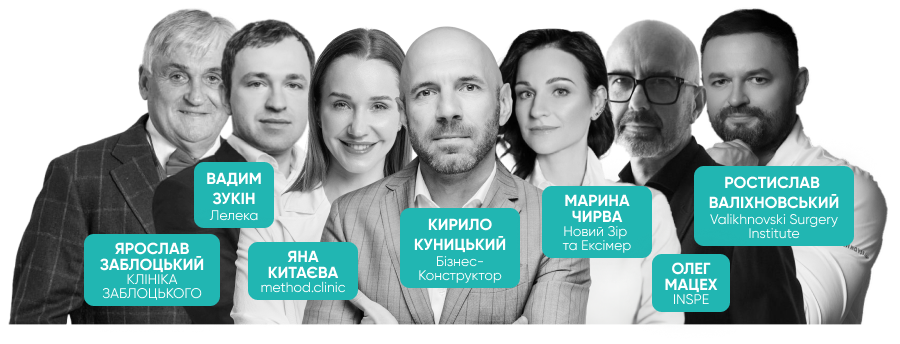 ВАДИМ
ЗУКІН
Лелека
ЯРОСЛАВ
ЗАБЛОЦЬКИЙ
КЛІНІКА
ЗАБЛОЦЬКОГО
ЯНА
КИТАЄВА
method.clinic
КИРИЛО
КУНИЦЬКИЙ
Бізнес-
Конструктор
МАРИНА
ЧИРВА
Новий Зір
та Ексімер
ОЛЕГ
МАЦЕХ
INSPE
РОСТИСЛАВ
ВАЛІХНОВСЬКИЙ
Valikhnovski Surgery
Institute